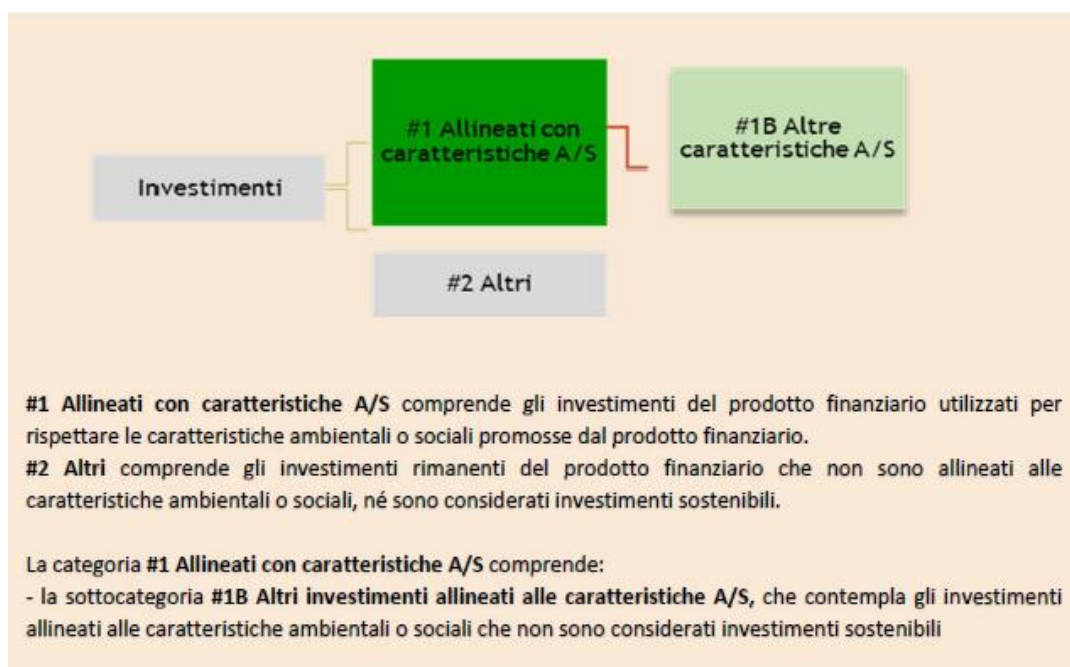 #1 Allineati con
caratteristiche A/S
#1B Altre
caratteristiche A/S
Investimenti
#2 Altri
#1 Allineati con caratteristiche A/S comprende gli investimenti del prodotto finanziario utilizzati per
rispettare le caratteristiche ambientali o sociali promosse dal prodotto finanziario.
#2 Altri comprende gli investimenti rimanenti del prodotto finanziario che non sono allineati alle
caratteristiche ambientali o sociali, né sono considerati investimenti sostenibili.
La categoria #1 Allineati con caratteristiche A/S comprende:
- la sottocategoria #1B Altri investimenti allineati alle caratteristiche A/S, che contempla gli investimenti
allineati alle caratteristiche ambientali o sociali che non sono considerati investimenti sostenibili